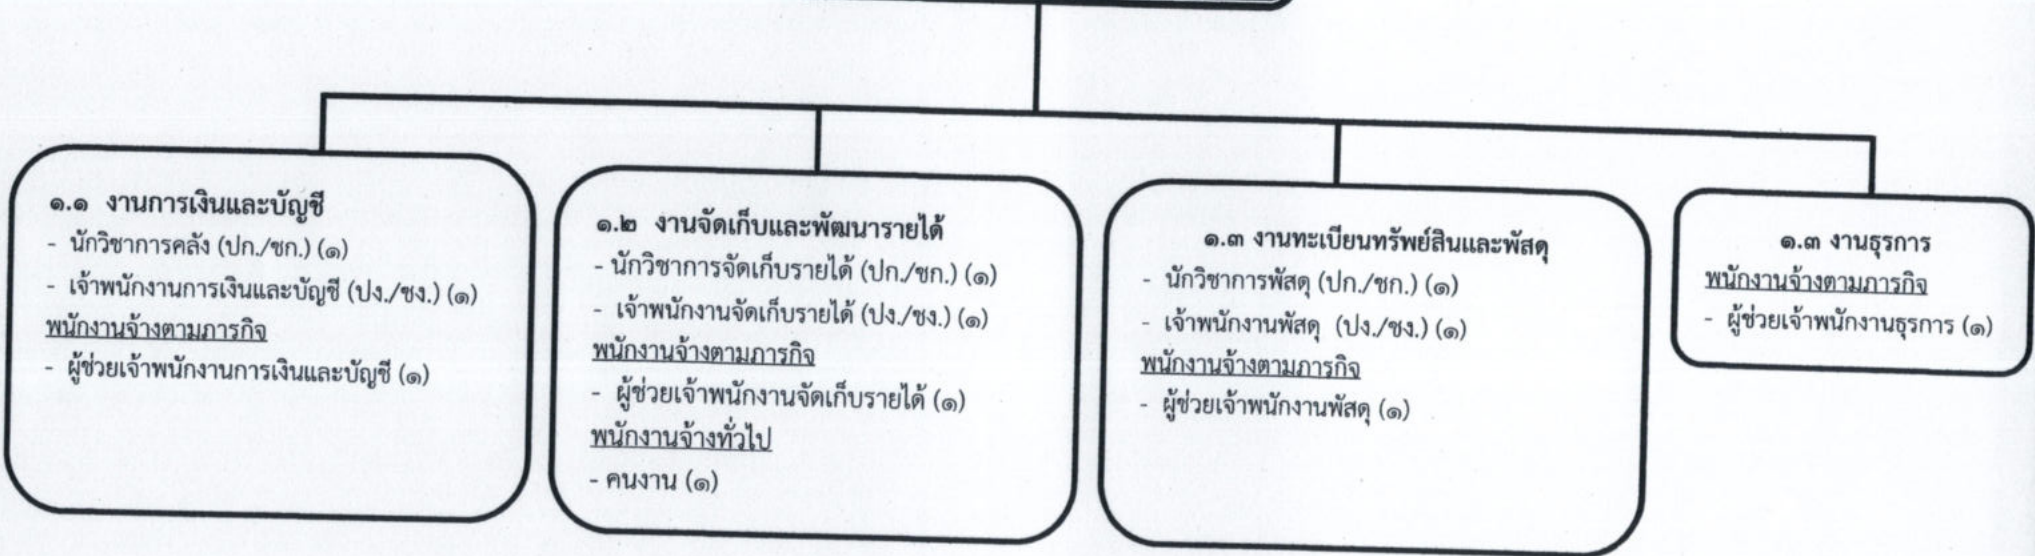 ๑.๑ งานการเงินและบัญชี
- นักวิชาการคลัง (ปก./ชก.) (๑)
- เจ้าพนักงานการเงินและบัญชี (ปง./ชง.) (๑)
พนักงานจ้างตามภารกิจ
- ผู้ช่วยเจ้าพนักงานการเงินและบัญชี (๑)
๑.๒ งานจัดเก็บและพัฒนารายได้
- นักวิชาการจัดเก็บรายได้ (ปก./ชก.) (๑)
- เจ้าพนักงานจัดเก็บรายได้ (ปง./ชง.) (๑)
พนักงานจ้างตามภารกิจ
- ผู้ช่วยเจ้าพนักงานจัดเก็บรายได้ (๑)
พนักงานจ้างทั่วไป
- คนงาน (๑)
๑.๓ งานทะเบียนทรัพย์สินและพัสดุ
- นักวิชาการพัสดุ (ปก./ชก.) (๑)
- เจ้าพนักงานพัสดุ (ปง./ชง.) (๑)
พนักงานจ้างตามภารกิจ
- ผู้ช่วยเจ้าพนักงานพัสดุ (๑)
๑.๓ งานธุรการ
พนักงานจ้างตามภารกิจ
- ผู้ช่วยเจ้าพนักงานธุรการ (๑)